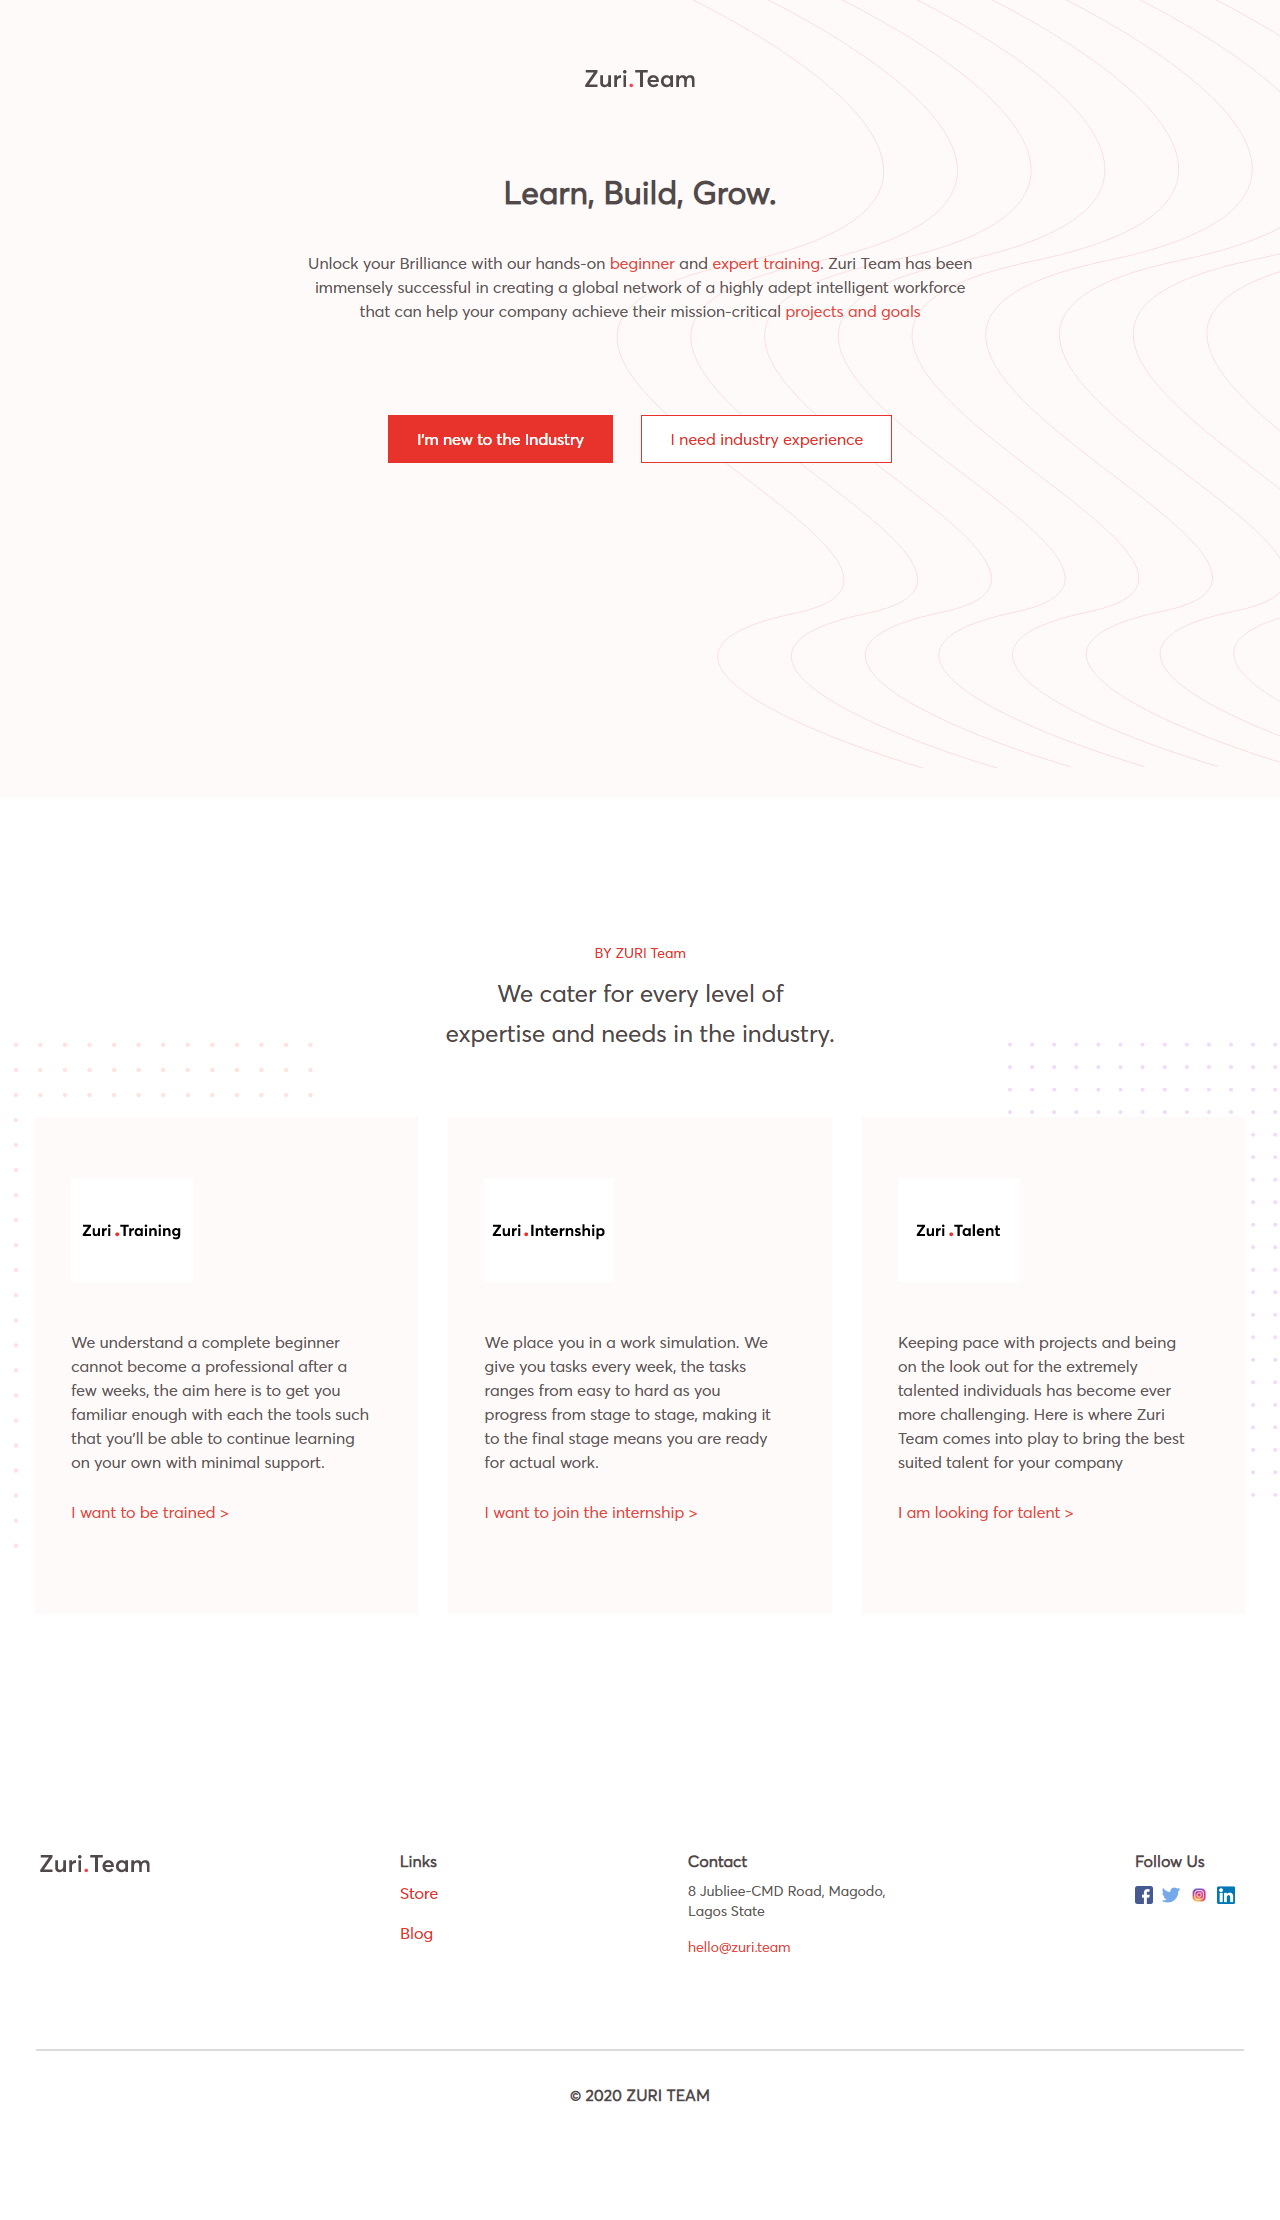 Zuri.Team
Learn, Build, Grow.
Unlock your Brilliance with our hands-on beginner and expert training. Zuri Team has been
immensely successful in creating a global network of a highly adept intelligent workforce
that can help your company achieve their mission-critical projects and goals
I'm new to the Industry
I need industry experience
BY ZURI Team
We cater for every level of
expertise and needs in the industry.
Zuri.Training
We understand a complete beginner
cannot become a professional after a
few weeks, the aim here is to get you
familiar enough with each the tools such
that you'll be able to continue learning
on your own with minimal support.
I want to be trained >
Zuri.Internship
We place you in a work simulation. We
give you tasks every week, the tasks
ranges from easy to hard as you
progress from stage to stage, making it
to the final stage means you are ready
for actual work.
I want to join the internship >
Zuri.Talent
Keeping pace with projects and being
on the look out for the extremely
talented individuals has become ever
more challenging. Here is where Zuri
Team comes into play to bring the best
suited talent for your company
I am looking for talent >
Zuri.Team
Links
Store
Blog
Contact
8 Jubliee-CMD Road, Magodo,
Lagos State
hello@zuri.team
Follow Us
© 2020 ZURI TEAM